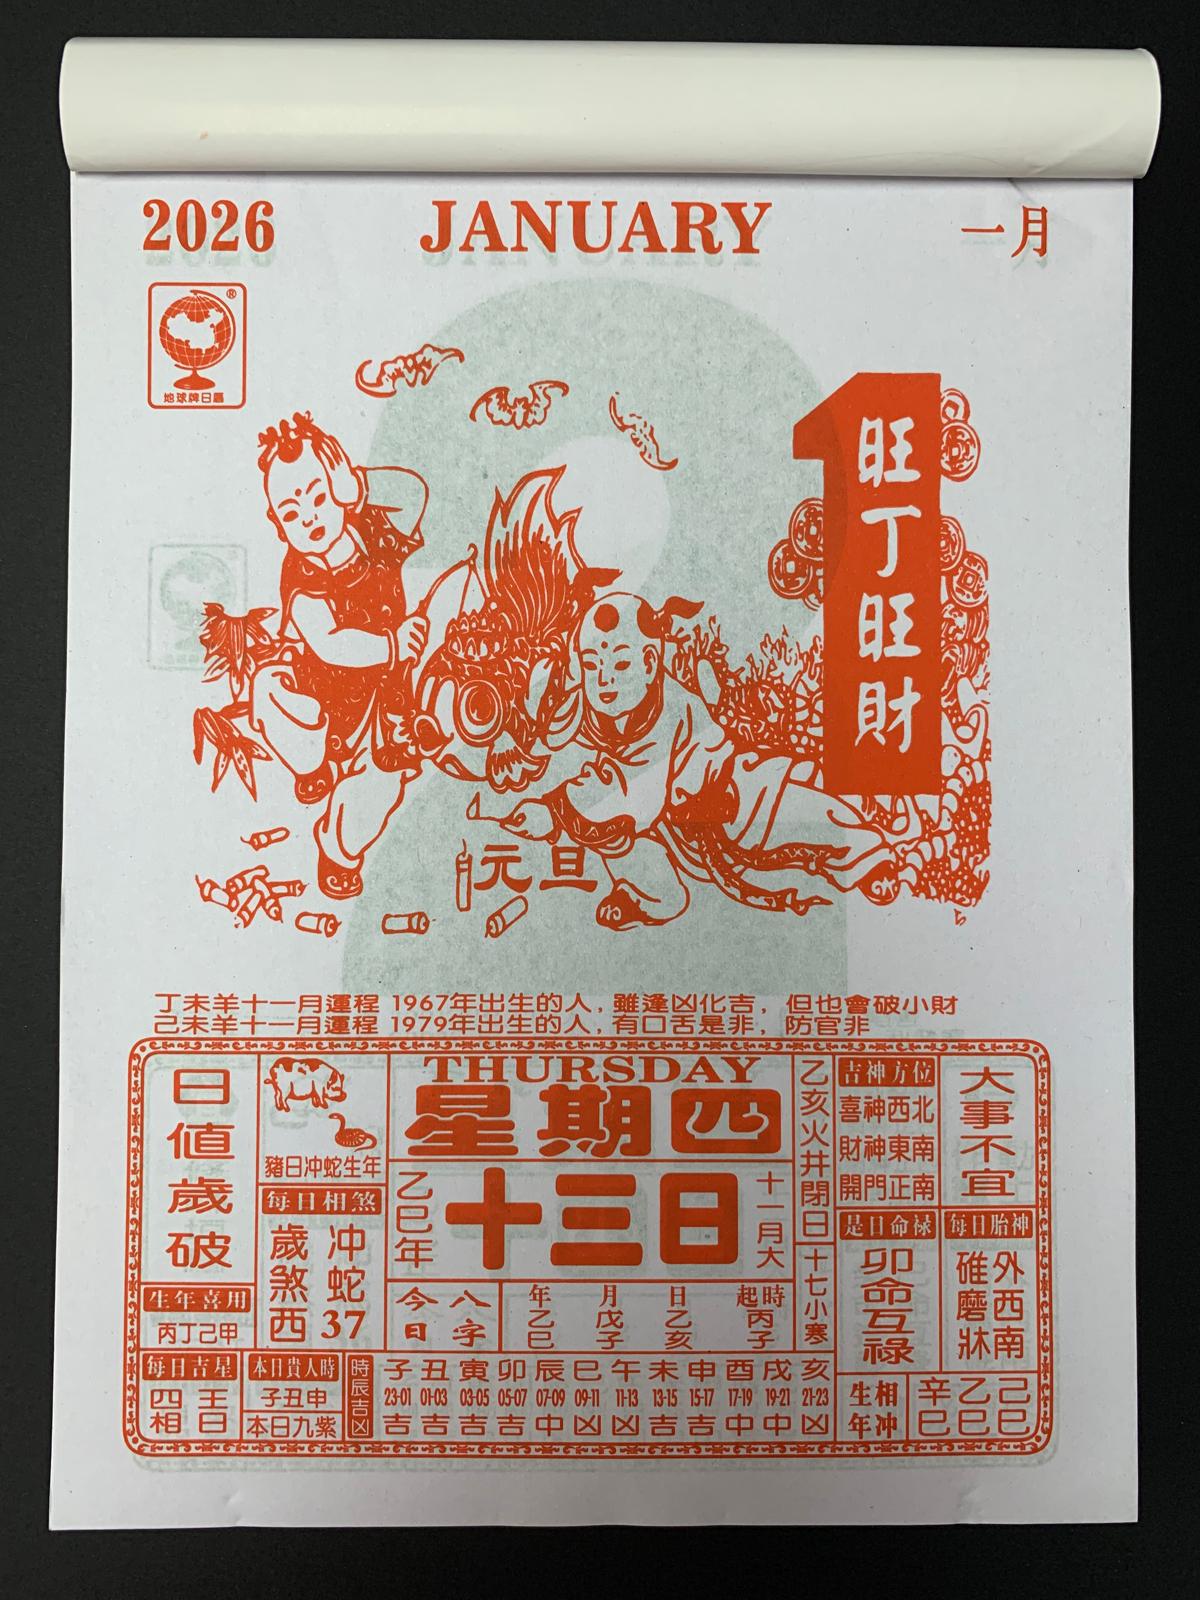 2026 JANUARY 一月
®
地球牌日曆
旺丁旺財
元旦
丁未羊十一月運程 1967年出生的人, 雖逢凶化吉, 但也會破小財
己未羊十一月運程 1979年出生的人, 有口舌是非, 防官非
日值歲破
生年喜用
丙丁己甲
豬日冲蛇生年
每日相煞
冲蛇37
歲煞西
THURSDAY
星期四
乙巳年
十三日
十一月大
乙亥火井閉日
十七小寒
吉神方位
喜神西北
財神東南
開門正南
大事不宜
是日命禄
卯命互祿
每日胎神
外西南
碓磨牀
今日
八字
年乙巳
月戊子
日乙亥
起時丙子
每日吉星
四相
王日
本日貴人時
子丑申
本日九紫
時辰吉凶
子 丑 寅 卯 辰 巳 午 未 申 酉 戌 亥
23-01 01-03 03-05 05-07 07-09 09-11 11-13 13-15 15-17 17-19 19-21 21-23
吉 吉 吉 吉 中 凶 凶 吉 吉 中 中 凶
生年
相冲
辛巳
乙巳
己巳